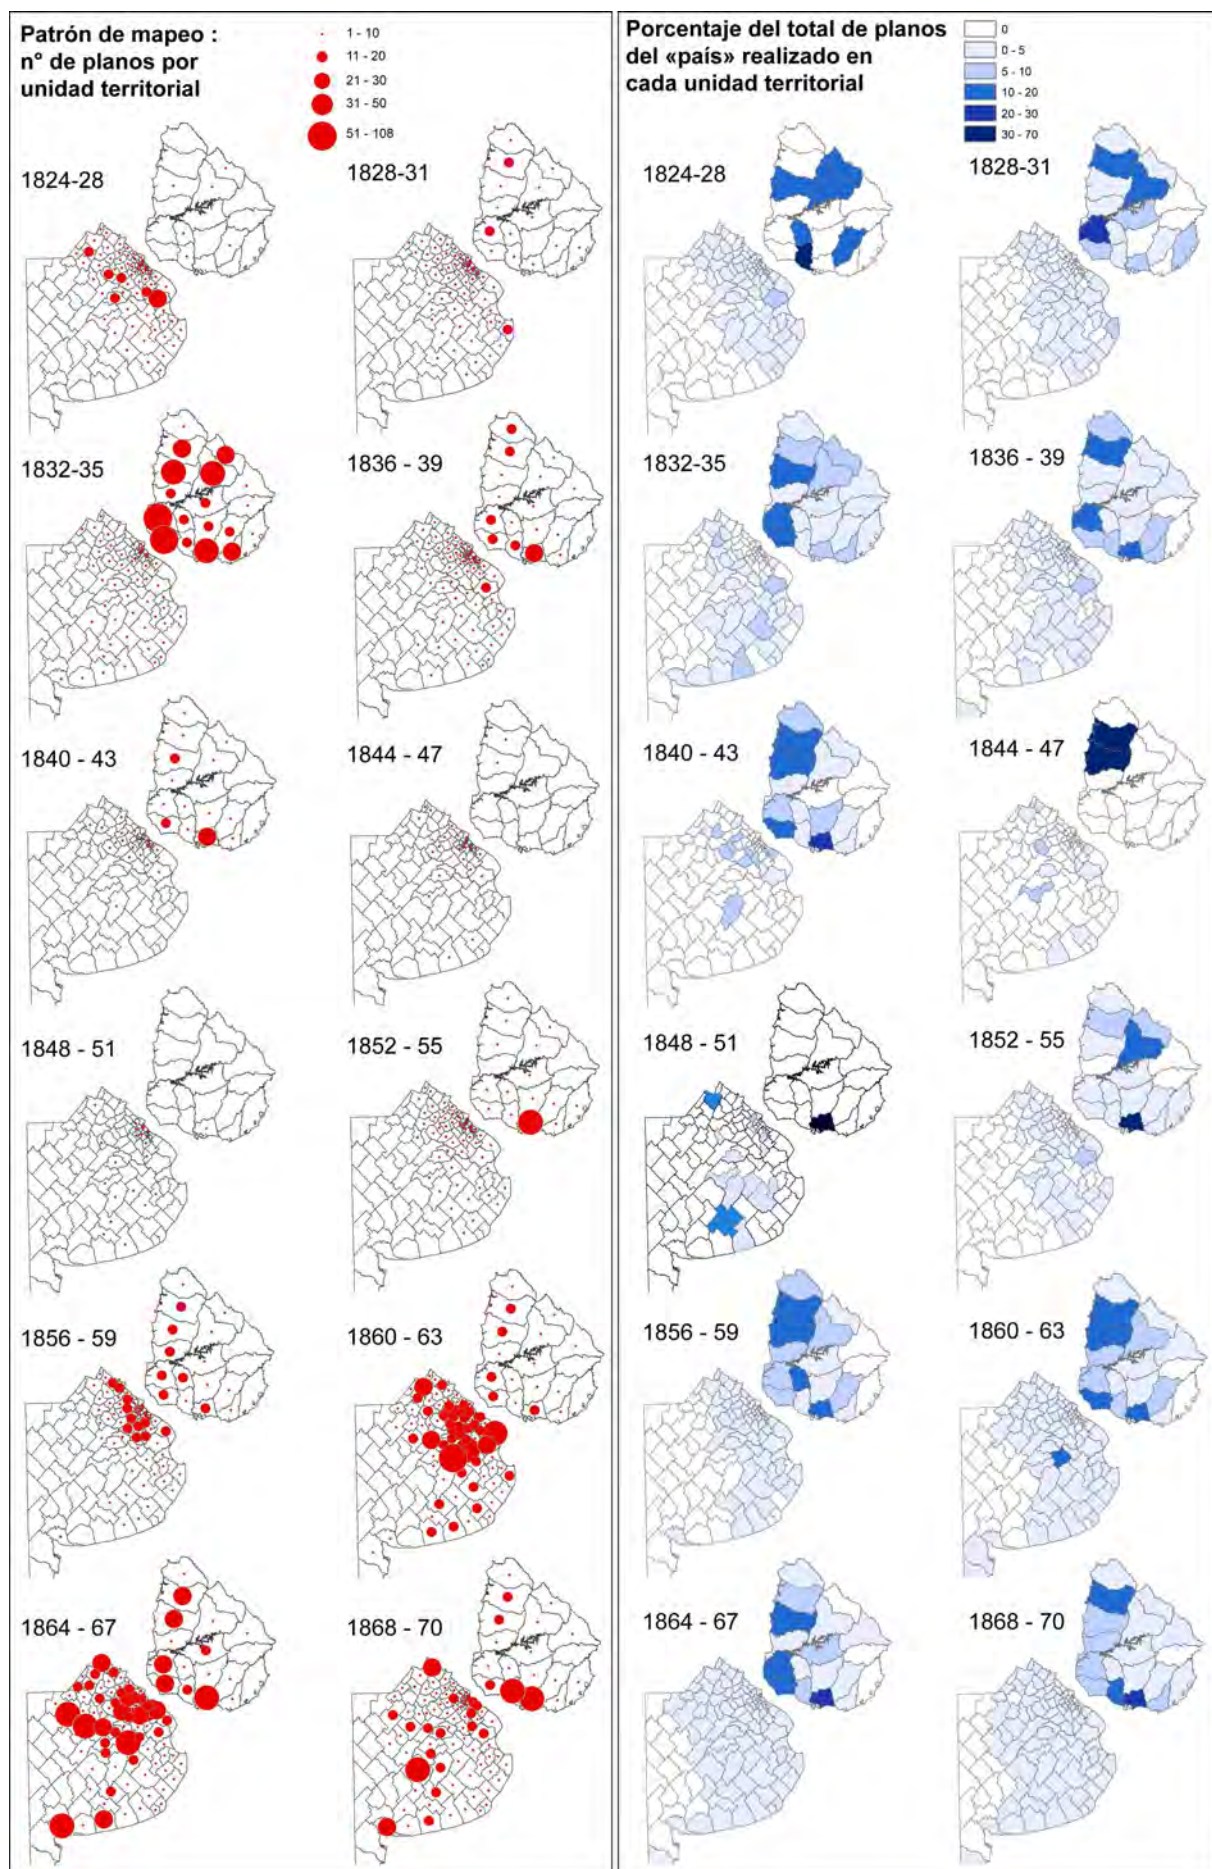 Patrón de mapeo :
n° de planos por
unidad territorial
1 - 10
11 - 20
21 - 30
31 - 50
51 - 108
1824-28
1828-31
1832-35
1836 - 39
1840 - 43
1844 - 47
1848 - 51
1852 - 55
1856 - 59
1860 - 63
1864 - 67
1868 - 70
Porcentaje del total de planos
del «país» realizado en
cada unidad territorial
0
0 - 5
5 - 10
10 - 20
20 - 30
30 - 70
1824-28
1828-31
1832-35
1836 - 39
1840 - 43
1844 - 47
1848 - 51
1852 - 55
1856 - 59
1860 - 63
1864 - 67
1868 - 70